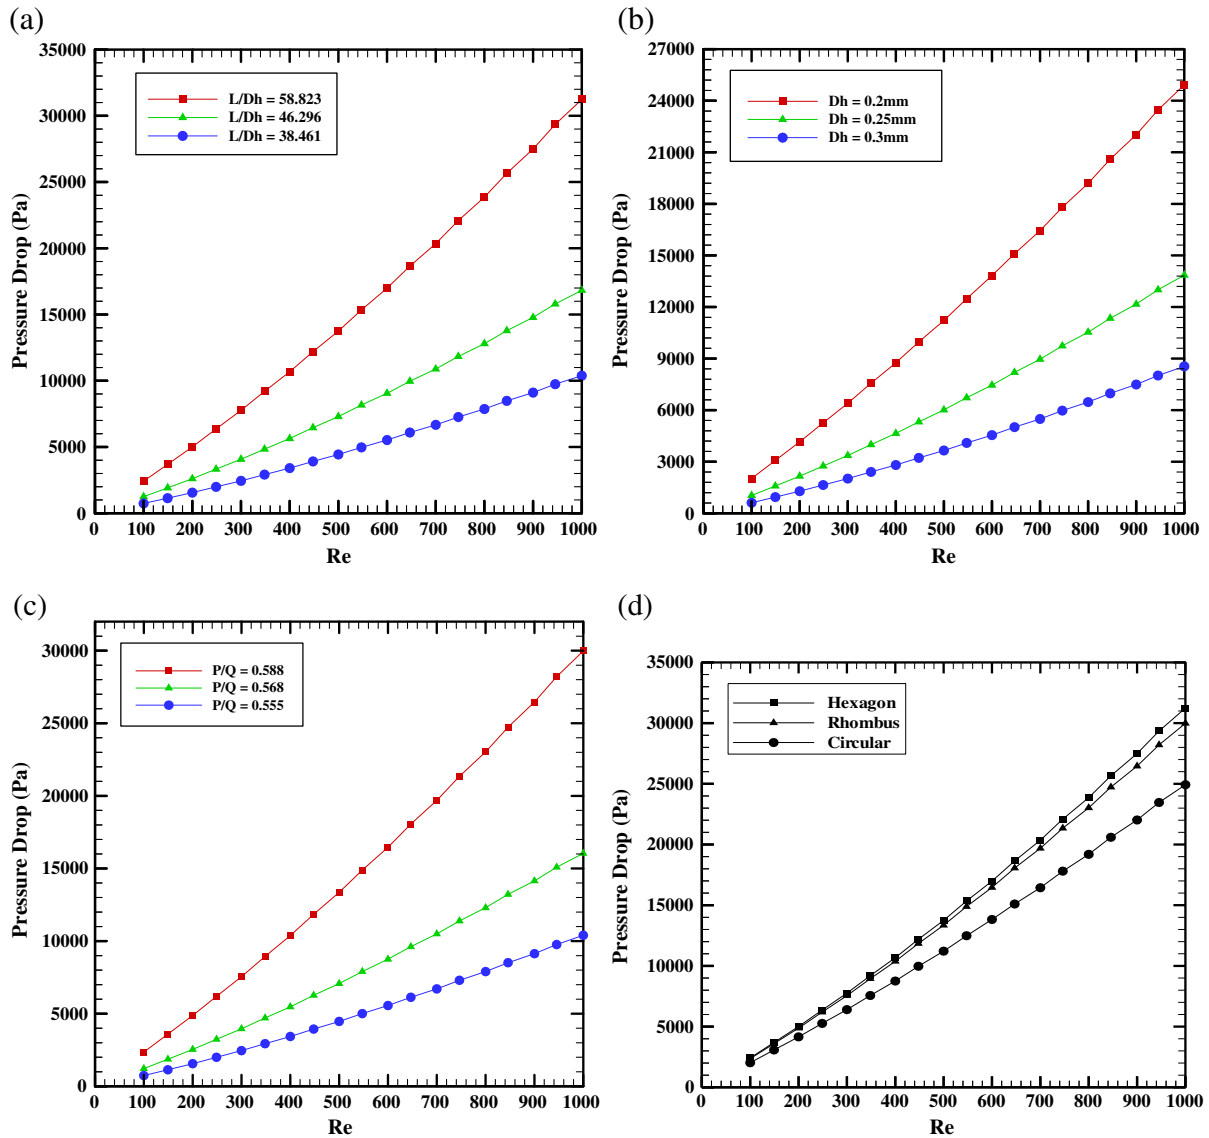 (a)
35000
30000
25000
20000
15000
10000
5000
0
Pressure Drop (Pa)
L/Dh = 58.823
L/Dh = 46.296
L/Dh = 38.461
0 100 200 300 400 500 600 700 800 900 1000
Re
(b)
27000
24000
21000
18000
15000
12000
9000
6000
3000
0
Pressure Drop (Pa)
Dh = 0.2mm
Dh = 0.25mm
Dh = 0.3mm
0 100 200 300 400 500 600 700 800 900 1000
Re
(c)
30000
25000
20000
15000
10000
5000
0
Pressure Drop (Pa)
P/Q = 0.588
P/Q = 0.568
P/Q = 0.555
0 100 200 300 400 500 600 700 800 900 1000
Re
(d)
35000
30000
25000
20000
15000
10000
5000
0
Pressure Drop (Pa)
Hexagon
Rhombus
Circular
100 200 300 400 500 600 700 800 900 1000
Re